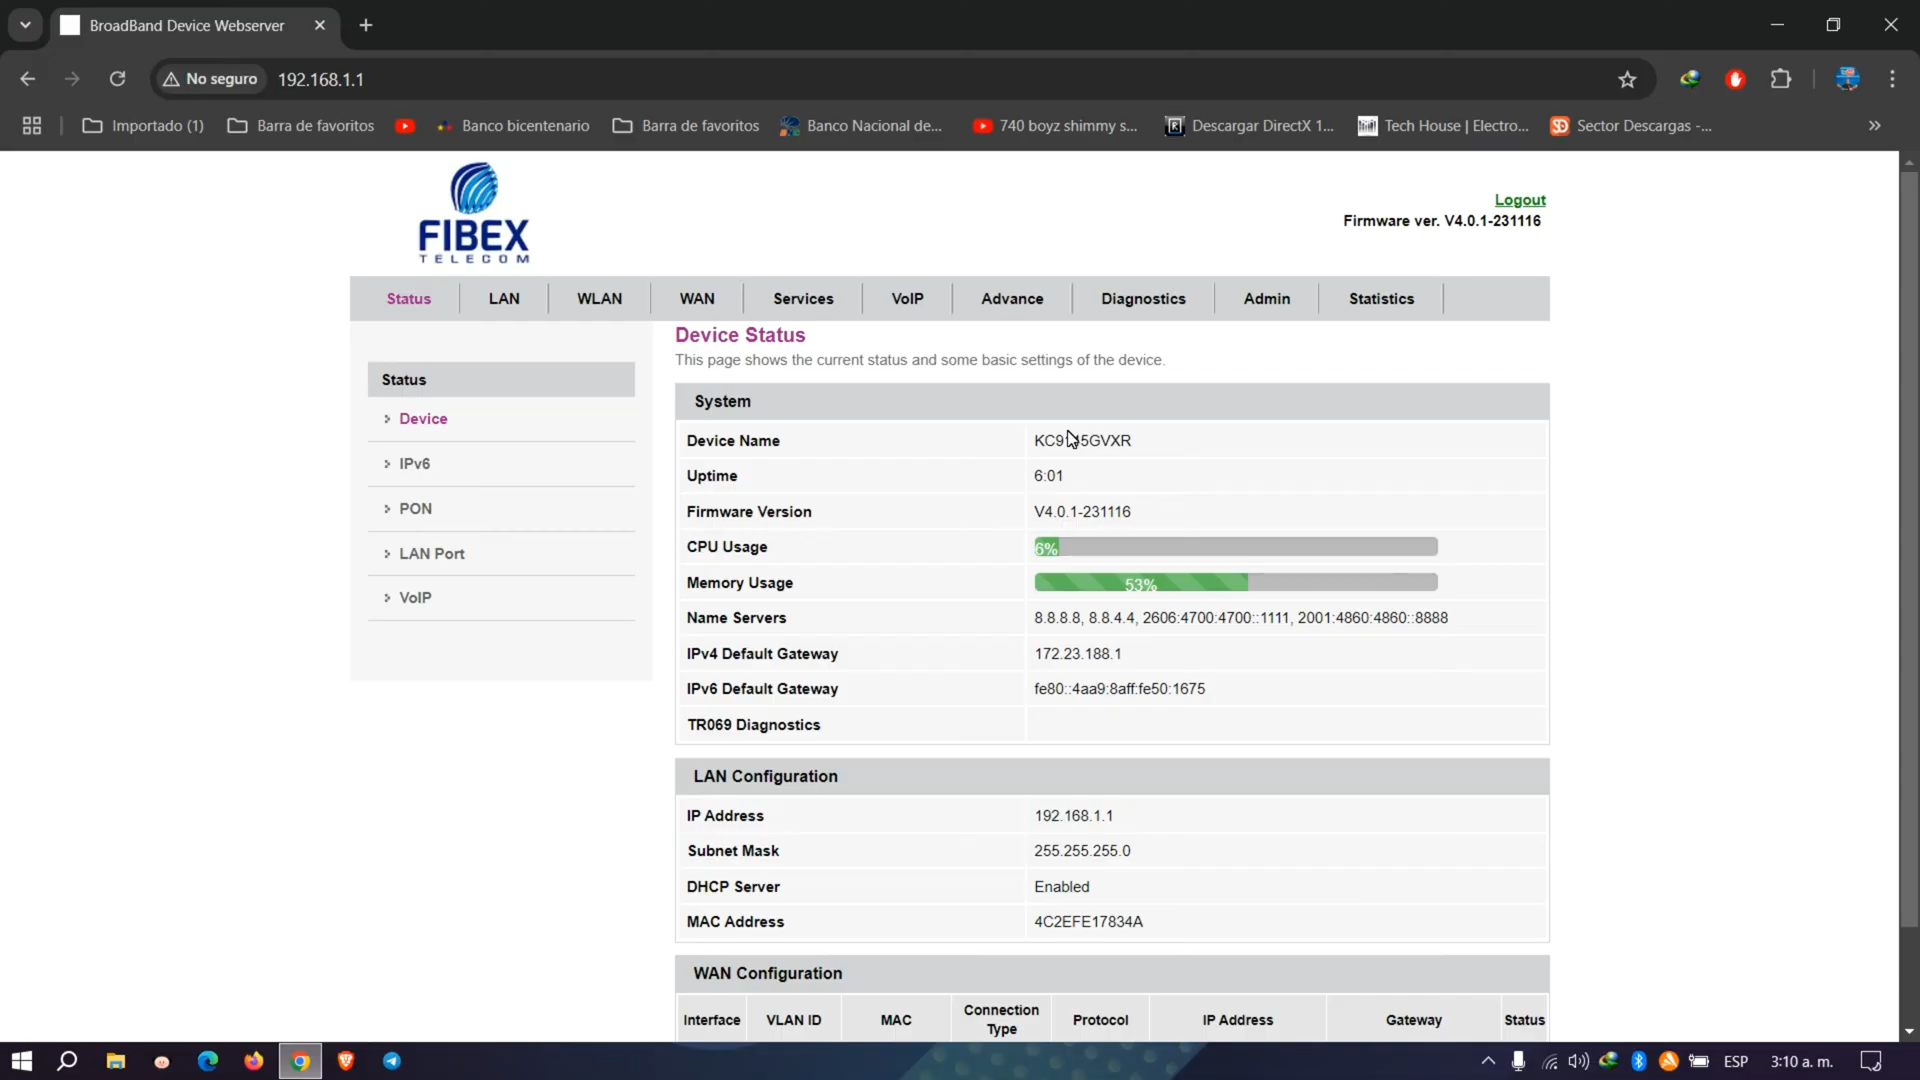 BroadBand Device Webserver
No seguro
192.168.1.1
Importado (1)
Barra de favoritos
Banco bicentenario
Barra de favoritos
Banco Nacional de...
740 boyz shimmy s...
Descargar DirectX 1...
Tech House | Electro...
Sector Descargas -...
FIBEX
TELECOM
Logout
Firmware ver. V4.0.1-231116
Status LAN WLAN WAN Services VoIP Advance Diagnostics Admin Statistics
Status
Device
IPv6
PON
LAN Port
VoIP
Device Status
This page shows the current status and some basic settings of the device.
System
Device Name
Uptime 6:01
Firmware Version V4.0.1-231116
CPU Usage 6%
Memory Usage 53%
Name Servers 8.8.8.8, 8.8.4.4, 2606:4700:4700::1111, 2001:4860:4860::8888
IPv4 Default Gateway 172.23.188.1
IPv6 Default Gateway fe80::4aa9:8aff:fe50:1675
TR069 Diagnostics
LAN Configuration
IP Address 192.168.1.1
Subnet Mask 255.255.255.0
DHCP Server Enabled
MAC Address 4C2EFE17834A
WAN Configuration
Interface VLAN ID MAC Connection Type Protocol IP Address Gateway Status
ESP
3:10 a. m.